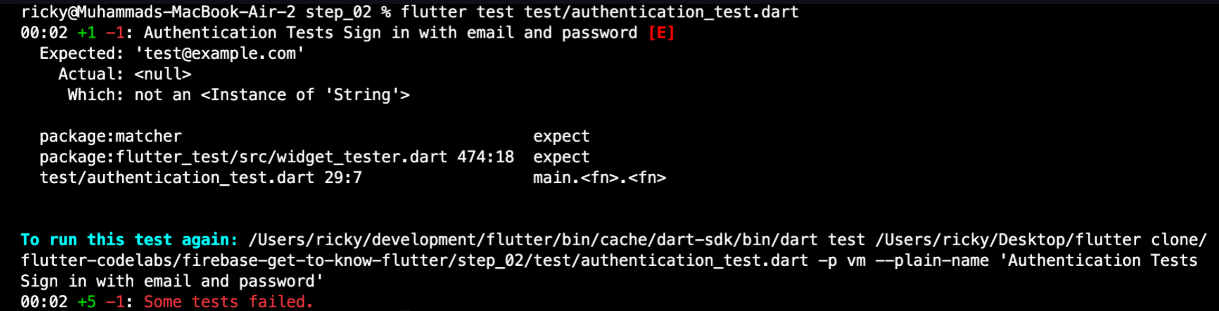 ricky@Muhammads-MacBook-Air-2 step_02 % flutter test test/authentication_test.dart
00:02 +1 -1: Authentication Tests Sign in with email and password [E]
Expected: 'test@example.com'
Actual: <null>
Which: not an <Instance of 'String'>
package:matcher expect
package:flutter_test/src/widget_tester.dart 474:18 expect
test/authentication_test.dart 29:7 main.<fn>.<fn>
To run this test again: /Users/ricky/development/flutter/bin/cache/dart-sdk/bin/dart test /Users/ricky/Desktop/flutter clone/
flutter-codelabs/firebase-get-to-know-flutter/step_02/test/authentication_test.dart -p vm --plain-name 'Authentication Tests
Sign in with email and password'
00:02 +5 -1: Some tests failed.